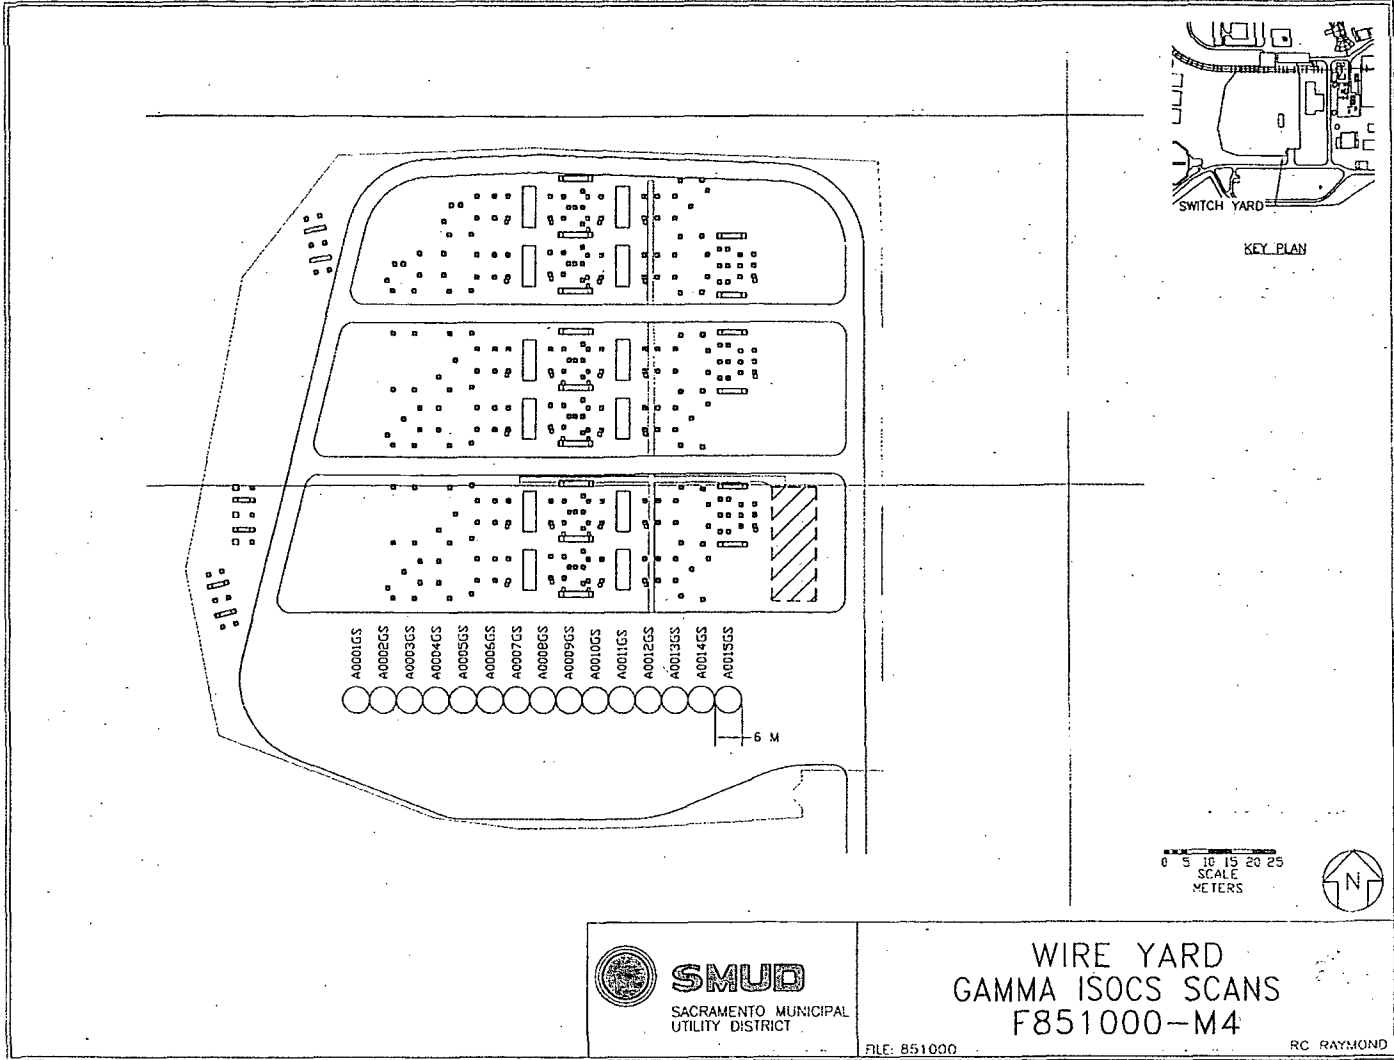 SWITCH YARD
KEY PLAN
A0001GS
A0002GS
A0003GS
A0004GS
A0005GS
A0006GS
A0007GS
A0008GS
A0009GS
A0010GS
A0011GS
A0012GS
A0013GS
A0014GS
A0015GS
6 M
0 5 10 15 20 25
SCALE
METERS
N
SMUD
SACRAMENTO MUNICIPAL
UTILITY DISTRICT
WIRE YARD
GAMMA ISOCS SCANS
F851000-M4
FILE: 851000
RC RAYMOND